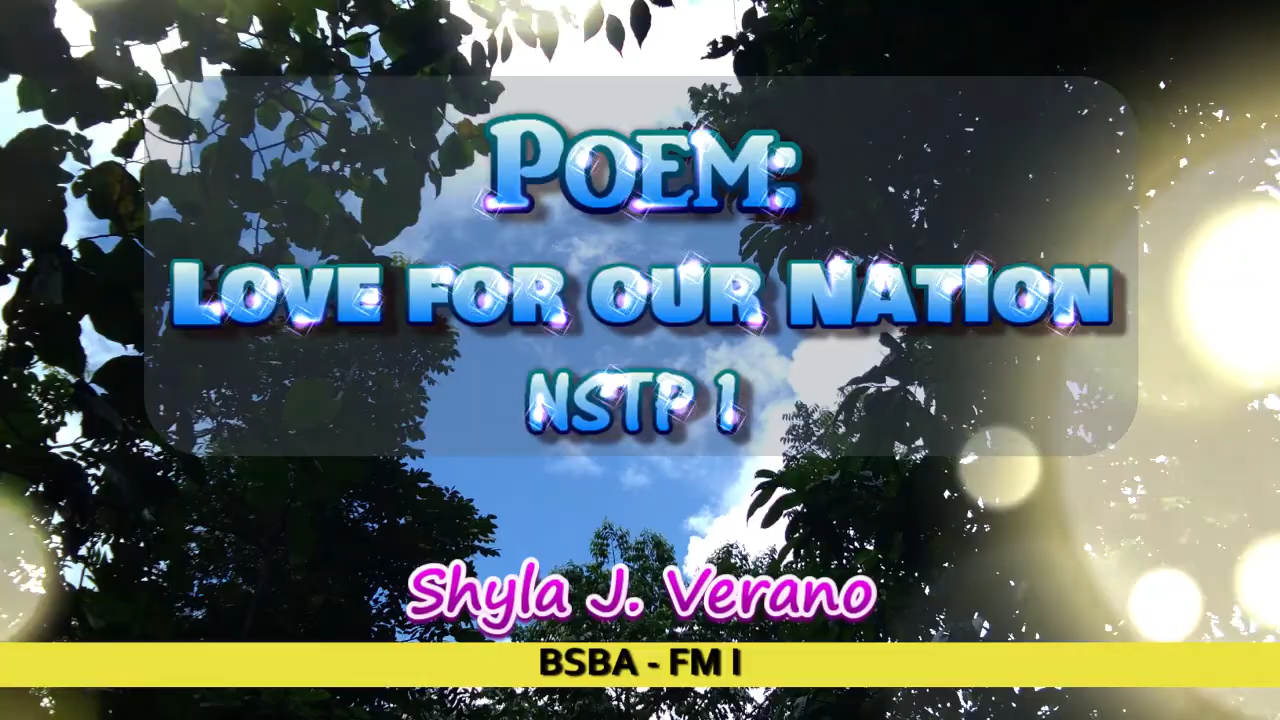 Poem:
Love for our Nation
NSTP 1
Shyla J. Verano
BSBA - FM I